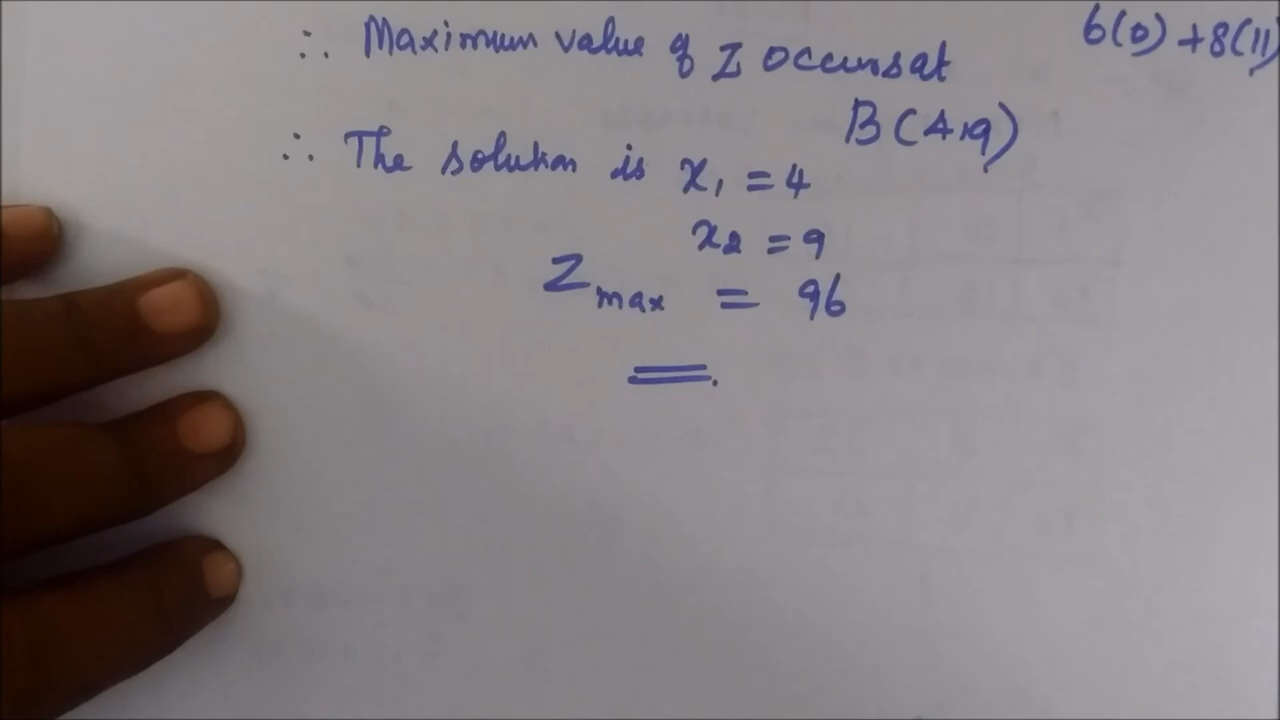 6(0) + 8(11)
∴ Maximum value of Z occurs at
B(4,9)
∴ The solution is x₁ = 4
x₂ = 9
Z max = 96